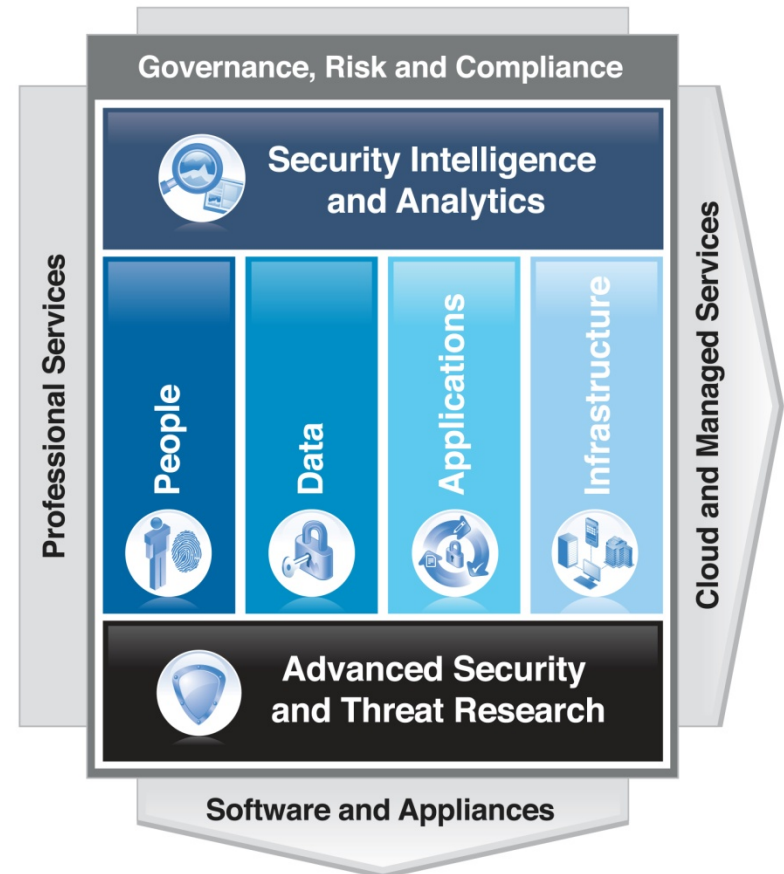 Governance, Risk and Compliance
Security Intelligence
and Analytics
Professional Services
People
Data
Applications
Infrastructure
Cloud and Managed Services
Advanced Security
and Threat Research
Software and Appliances